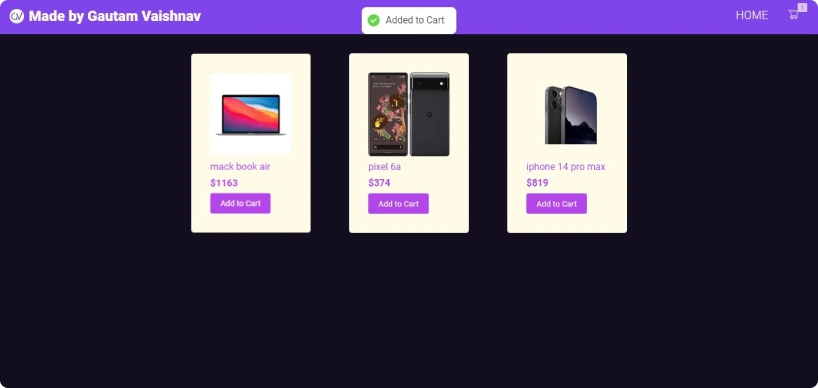 GV Made by Gautam Vaishnav
Added to Cart
HOME
1
mack book air
$1163
Add to Cart
pixel 6a
$374
Add to Cart
iphone 14 pro max
$819
Add to Cart